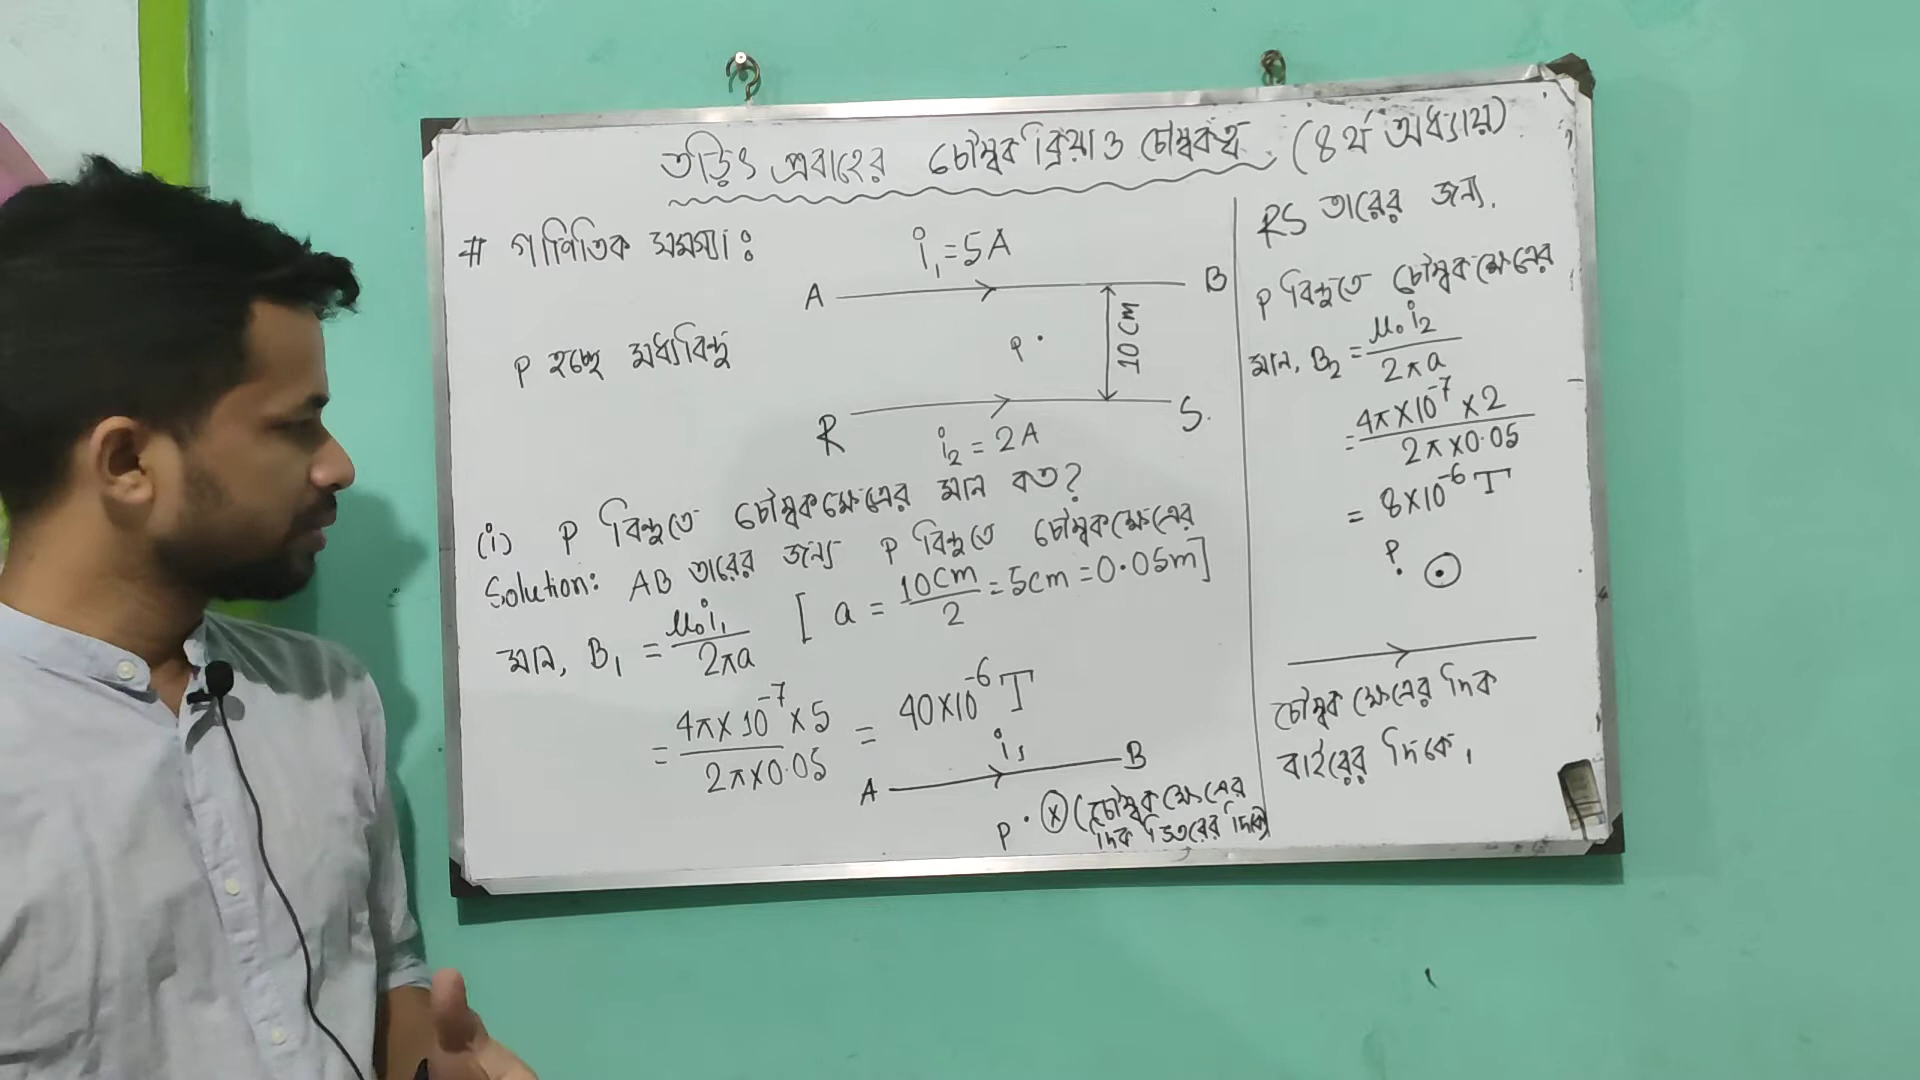 তড়িৎ প্রবাহের চৌম্বক ক্রিয়া ও চৌম্বকত্ব (৪র্থ অধ্যায়)
# গাণিতিক সমস্যা :
i₁ = 5A
A B
P হচ্ছে মধ্যবিন্দু
P
10 cm
R S
i₂ = 2A
(i) P বিন্দুতে চৌম্বকক্ষেত্রের মান কত?
Solution: AB তারের জন্য P বিন্দুতে চৌম্বকক্ষেত্রের
মান, B₁ = μ₀i₁/2πa [ a = 10cm/2 = 5cm = 0.05m]
= 4π×10⁻⁷×5/2π×0.05 = 40×10⁻⁶ T
i₁
A B
P ⊗ (চৌম্বক ক্ষেত্রের
দিক ভিতরের দিকে)
RS তারের জন্য,
P বিন্দুতে চৌম্বকক্ষেত্রের
মান, B₂ = μ₀i₂/2πa
= 4π×10⁻⁷×2/2π×0.05
= 8×10⁻⁶ T
P ⊙
চৌম্বক ক্ষেত্রের দিক
বাইরের দিকে,